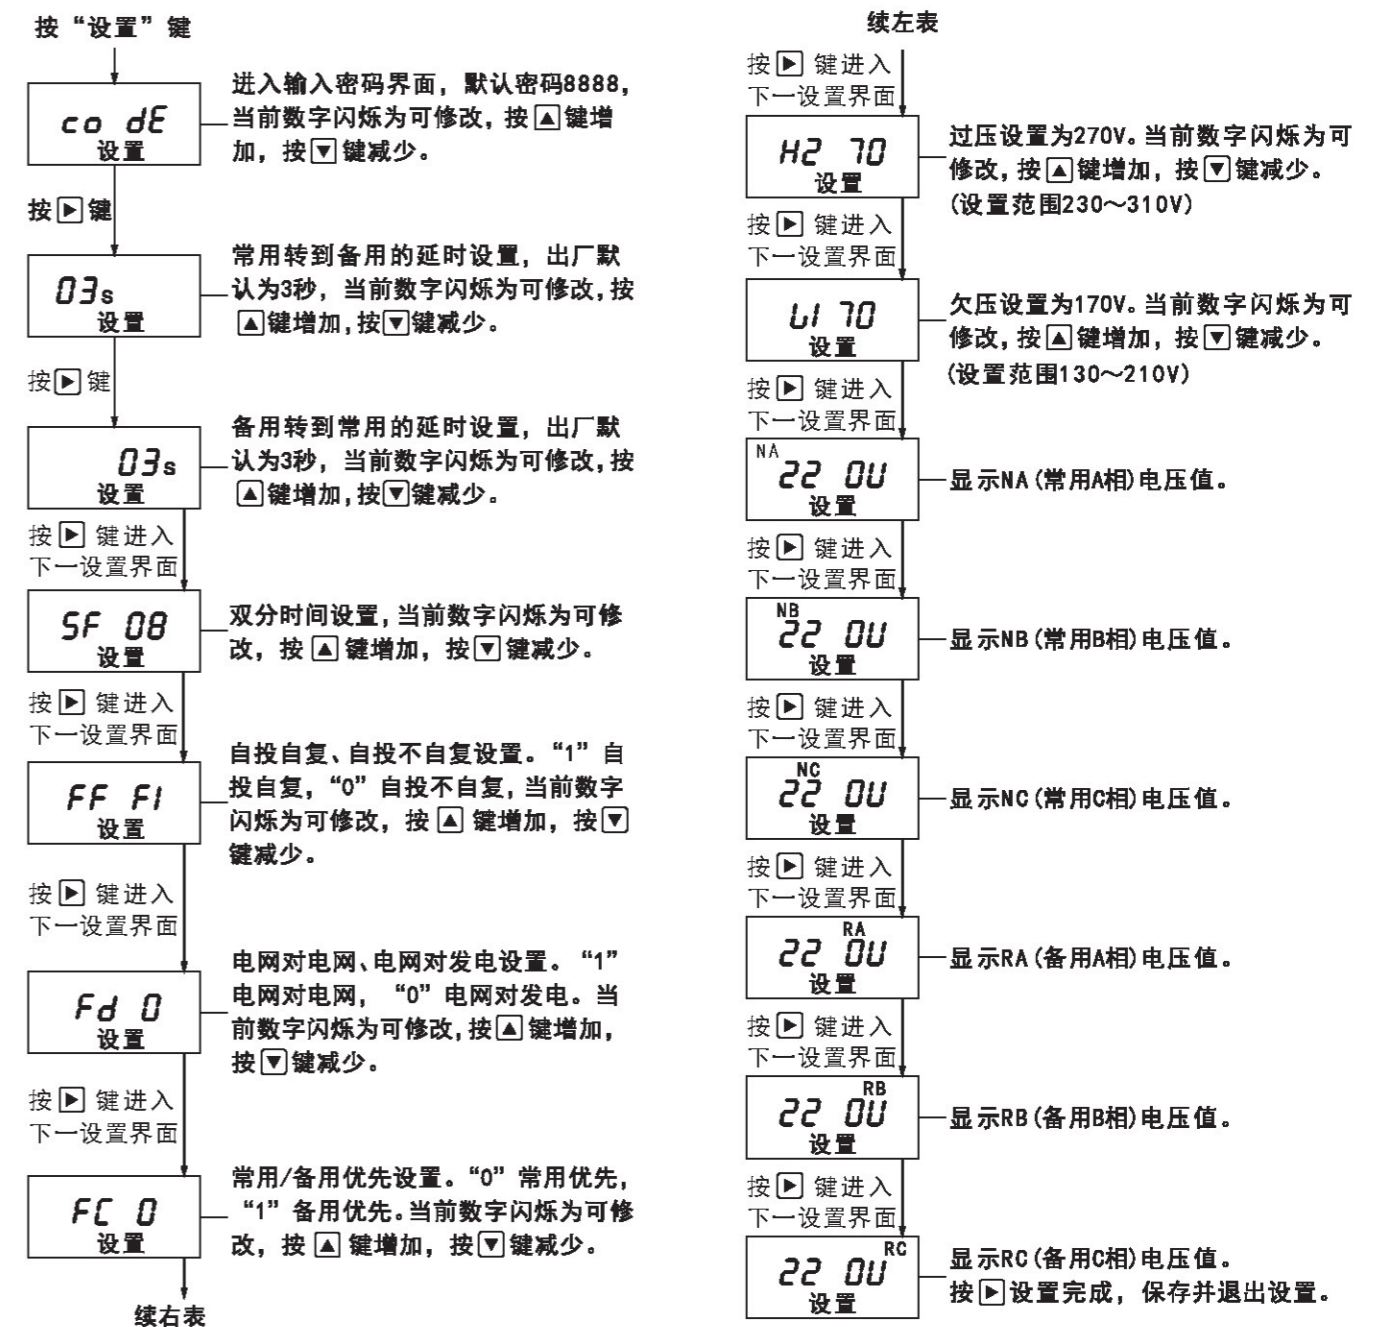 按“设置”键
co dE
设置
进入输入密码界面，默认密码8888，
当前数字闪烁为可修改，按▲键增
加，按▼键减少。
按▶键
03s
设置
常用转到备用的延时设置，出厂默
认为3秒，当前数字闪烁为可修改，按
▲键增加，按▼键减少。
按▶键
03s
设置
备用转到常用的延时设置，出厂默
认为3秒，当前数字闪烁为可修改，按
▲键增加，按▼键减少。
按▶键进入
下一设置界面
SF 08
设置
双分时间设置，当前数字闪烁为可修
改，按▲键增加，按▼键减少。
按▶键进入
下一设置界面
FF F1
设置
自投自复、自投不自复设置。“1”自
投自复，“0”自投不自复，当前数字
闪烁为可修改，按▲键增加，按▼
键减少。
按▶键进入
下一设置界面
Fd 0
设置
电网对电网、电网对发电设置。“1”
电网对电网，“0”电网对发电。当
前数字闪烁为可修改，按▲键增加，
按▼键减少。
按▶键进入
下一设置界面
FC 0
设置
常用/备用优先设置。“0”常用优先，
“1”备用优先。当前数字闪烁为可修
改，按▲键增加，按▼键减少。
续右表
续左表
按▶键进入
下一设置界面
H2 70
设置
过压设置为270V。当前数字闪烁为可
修改，按▲键增加，按▼键减少。
(设置范围230～310V)
按▶键进入
下一设置界面
L1 70
设置
欠压设置为170V。当前数字闪烁为可
修改，按▲键增加，按▼键减少。
(设置范围130～210V)
按▶键进入
下一设置界面
NA
22 0U
设置
显示NA(常用A相)电压值。
按▶键进入
下一设置界面
NB
22 0U
设置
显示NB(常用B相)电压值。
按▶键进入
下一设置界面
NC
22 0U
设置
显示NC(常用C相)电压值。
按▶键进入
下一设置界面
RA
22 0U
设置
显示RA(备用A相)电压值。
按▶键进入
下一设置界面
RB
22 0U
设置
显示RB(备用B相)电压值。
按▶键进入
下一设置界面
RC
22 0U
设置
显示RC(备用C相)电压值。
按▶设置完成，保存并退出设置。